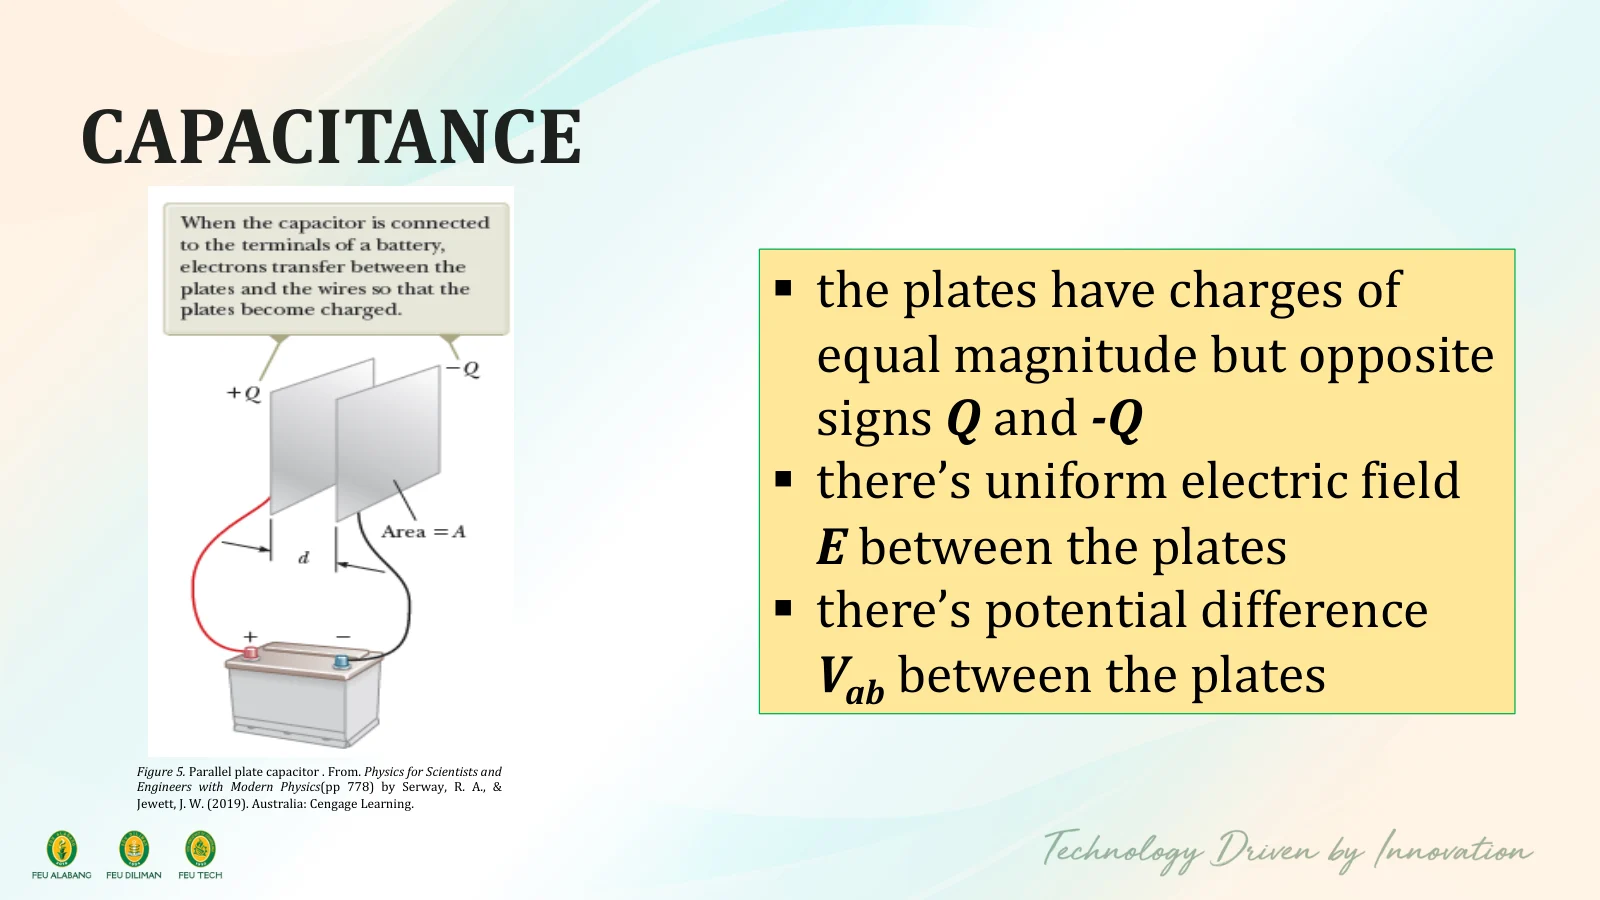 CAPACITANCE
When the capacitor is connected
to the terminals of a battery,
electrons transfer between the
plates and the wires so that the
plates become charged.
+Q
−Q
Area = A
d
+
−
Figure 5. Parallel plate capacitor . From. Physics for Scientists and
Engineers with Modern Physics(pp 778) by Serway, R. A., &
Jewett, J. W. (2019). Australia: Cengage Learning.
▪ the plates have charges of
equal magnitude but opposite
signs Q and -Q
▪ there’s uniform electric field
E between the plates
▪ there’s potential difference
Vab between the plates
FEU ALABANG
FEU DILIMAN
FEU TECH
Technology Driven by Innovation